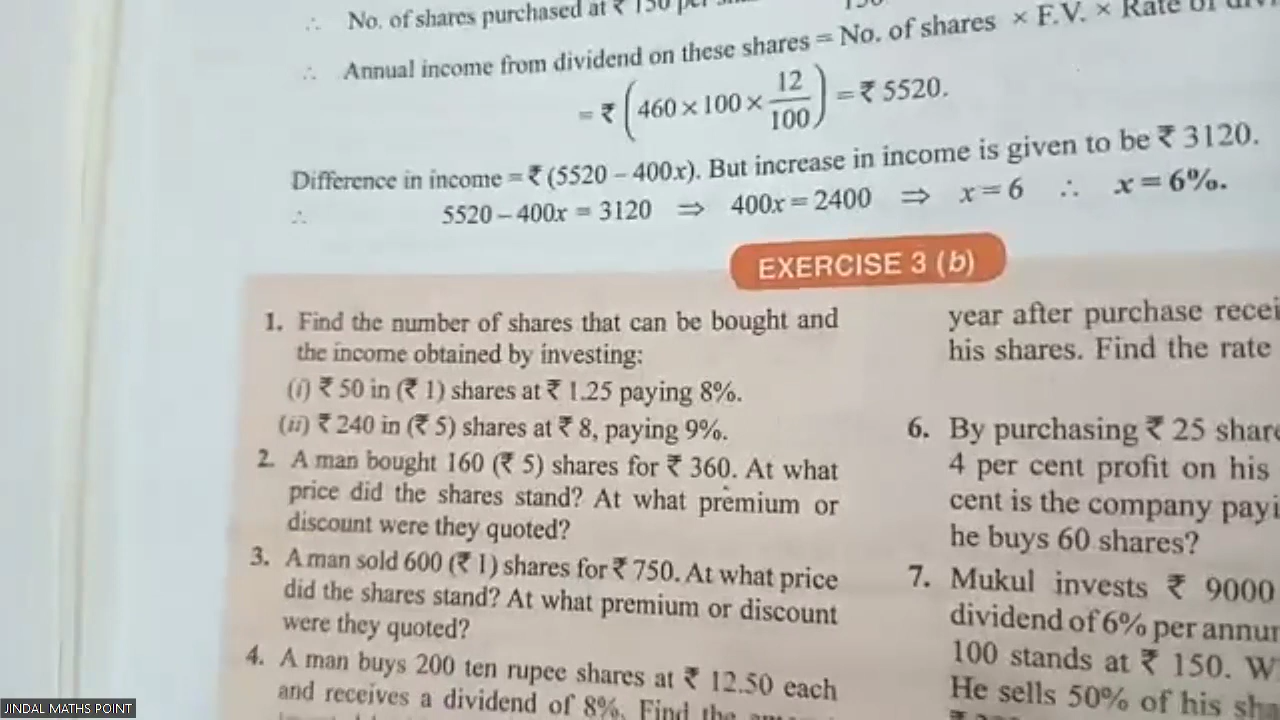 ∴ No. of shares purchased at ₹ 150 per
∴ Annual income from dividend on these shares = No. of shares × F.V. × Rate of
= ₹ (460 × 100 × 12/100) = ₹ 5520.
Difference in income = ₹ (5520 – 400x). But increase in income is given to be ₹ 3120.
∴ 5520 – 400x = 3120 ⇒ 400x = 2400 ⇒ x = 6 ∴ x = 6%.
EXERCISE 3 (b)
1. Find the number of shares that can be bought and
the income obtained by investing:
(i) ₹ 50 in (₹ 1) shares at ₹ 1.25 paying 8%.
(ii) ₹ 240 in (₹ 5) shares at ₹ 8, paying 9%.
2. A man bought 160 (₹ 5) shares for ₹ 360. At what
price did the shares stand? At what premium or
discount were they quoted?
3. A man sold 600 (₹ 1) shares for ₹ 750. At what price
did the shares stand? At what premium or discount
were they quoted?
4. A man buys 200 ten rupee shares at ₹ 12.50 each
and receives a dividend of 8%. Find the
year after purchase
his shares. Find the rate
6. By purchasing ₹ 25
4 per cent profit on his
cent is the company
he buys 60 shares?
7. Mukul invests ₹ 9000
dividend of 6% per
100 stands at ₹ 150.
He sells 50% of his
JINDAL MATHS POINT